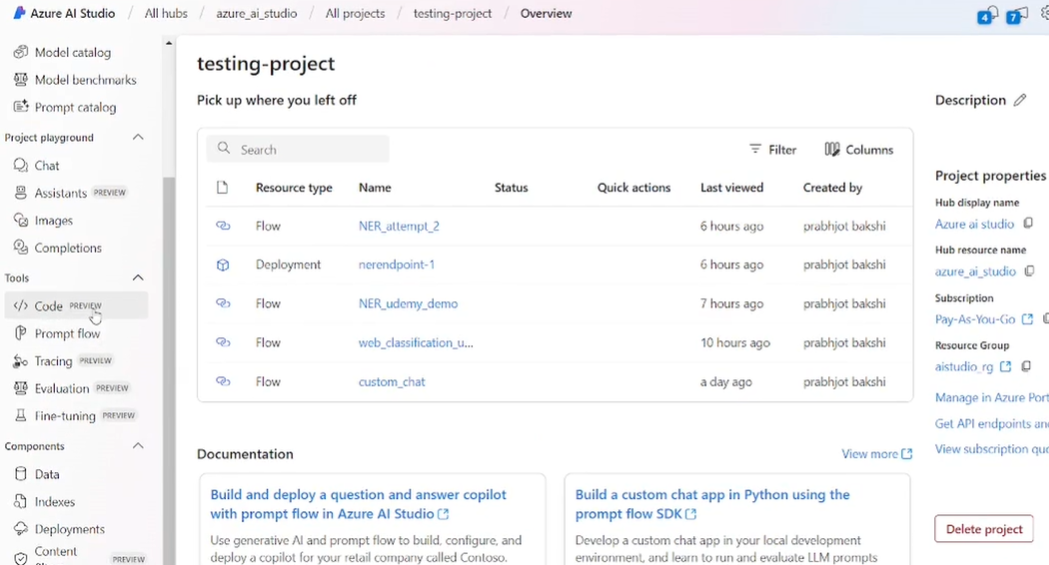 Azure AI Studio / All hubs / azure_ai_studio / All projects / testing-project / Overview
4 7
Model catalog
Model benchmarks
Prompt catalog
Project playground
Chat
Assistants PREVIEW
Images
Completions
Tools
Code PREVIEW
Prompt flow
Tracing PREVIEW
Evaluation PREVIEW
Fine-tuning PREVIEW
Components
Data
Indexes
Deployments
Content PREVIEW
testing-project
Pick up where you left off
Search Filter Columns
Resource type Name Status Quick actions Last viewed Created by
Flow NER_attempt_2 6 hours ago prabhjot bakshi
Deployment nerendpoint-1 6 hours ago prabhjot bakshi
Flow NER_udemy_demo 7 hours ago prabhjot bakshi
Flow web_classification_u... 10 hours ago prabhjot bakshi
Flow custom_chat a day ago prabhjot bakshi
Documentation View more
Build and deploy a question and answer copilot
with prompt flow in Azure AI Studio
Use generative AI and prompt flow to build, configure, and
deploy a copilot for your retail company called Contoso.
Build a custom chat app in Python using the
prompt flow SDK
Develop a custom chat app in your local development
environment, and learn to run and evaluate LLM prompts
Description
Project properties
Hub display name
Azure ai studio
Hub resource name
azure_ai_studio
Subscription
Pay-As-You-Go
Resource Group
aistudio_rg
Manage in Azure Port
Get API endpoints and
View subscription quo
Delete project